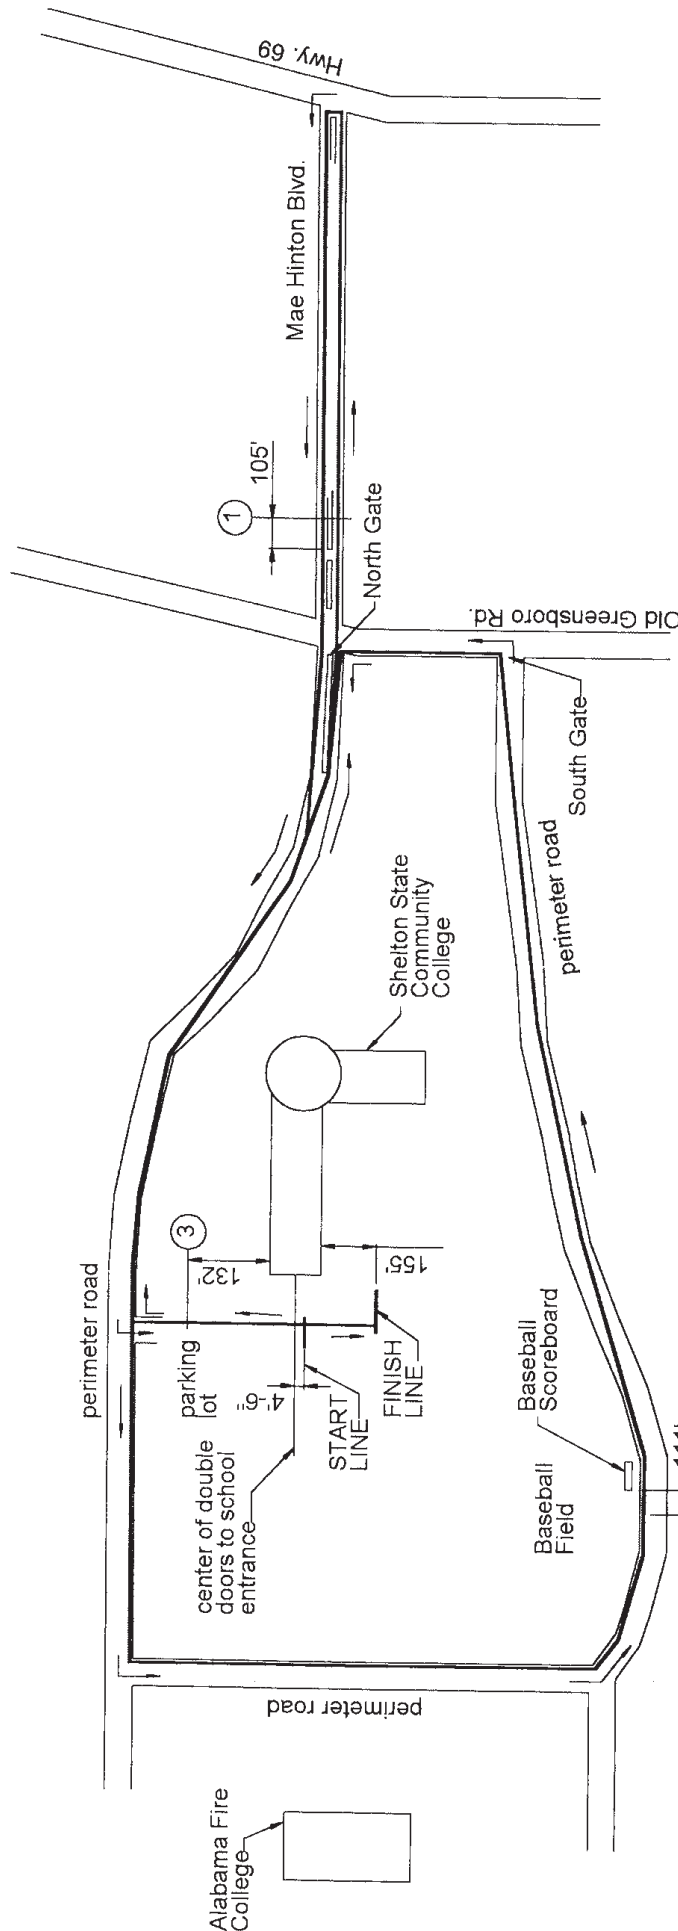 Hwy. 69
Mae Hinton Blvd.
1
105'
North Gate
Old Greensboro Rd.
South Gate
perimeter road
Shelton State
Community
College
perimeter road
3
132'
155'
parking
lot
4'-6"
START
LINE
FINISH
LINE
center of double
doors to school
entrance
Baseball
Scoreboard
Baseball
Field
perimeter road
Alabama Fire
College